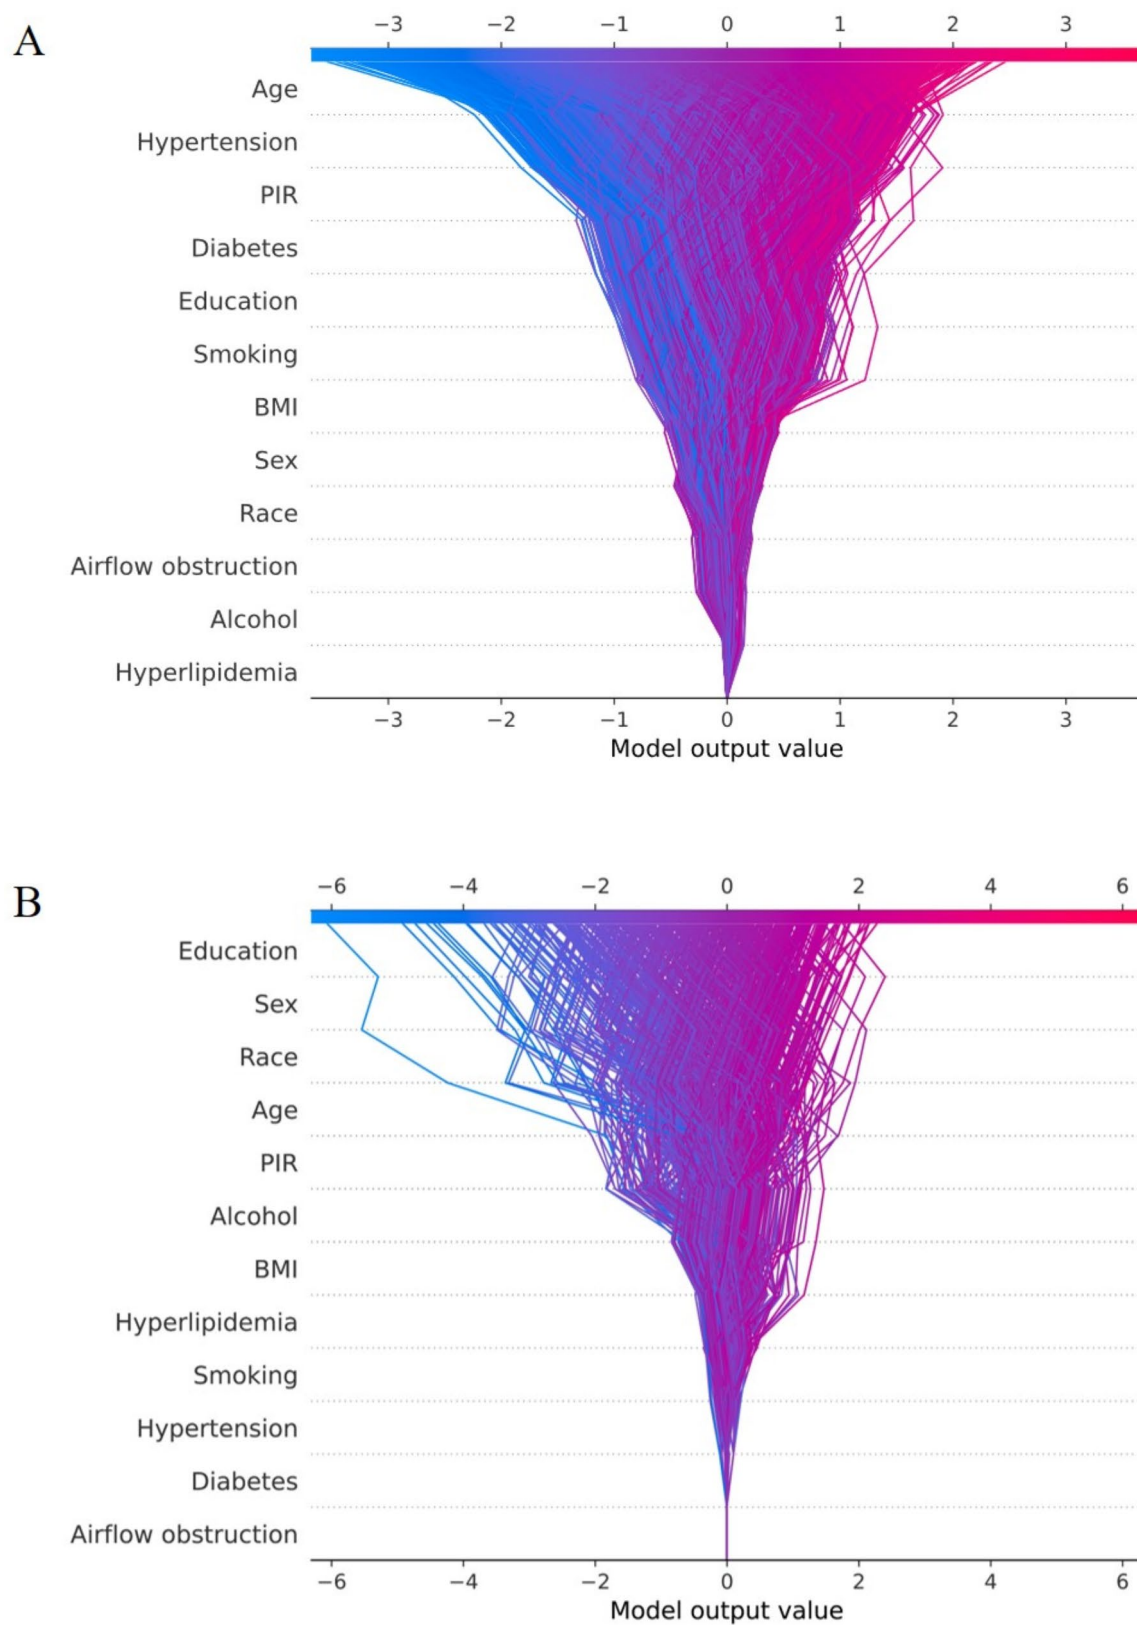 A
−3 −2 −1 0 1 2 3
Age
Hypertension
PIR
Diabetes
Education
Smoking
BMI
Sex
Race
Airflow obstruction
Alcohol
Hyperlipidemia
−3 −2 −1 0 1 2 3
Model output value
B
−6 −4 −2 0 2 4 6
Education
Sex
Race
Age
PIR
Alcohol
BMI
Hyperlipidemia
Smoking
Hypertension
Diabetes
Airflow obstruction
−6 −4 −2 0 2 4 6
Model output value